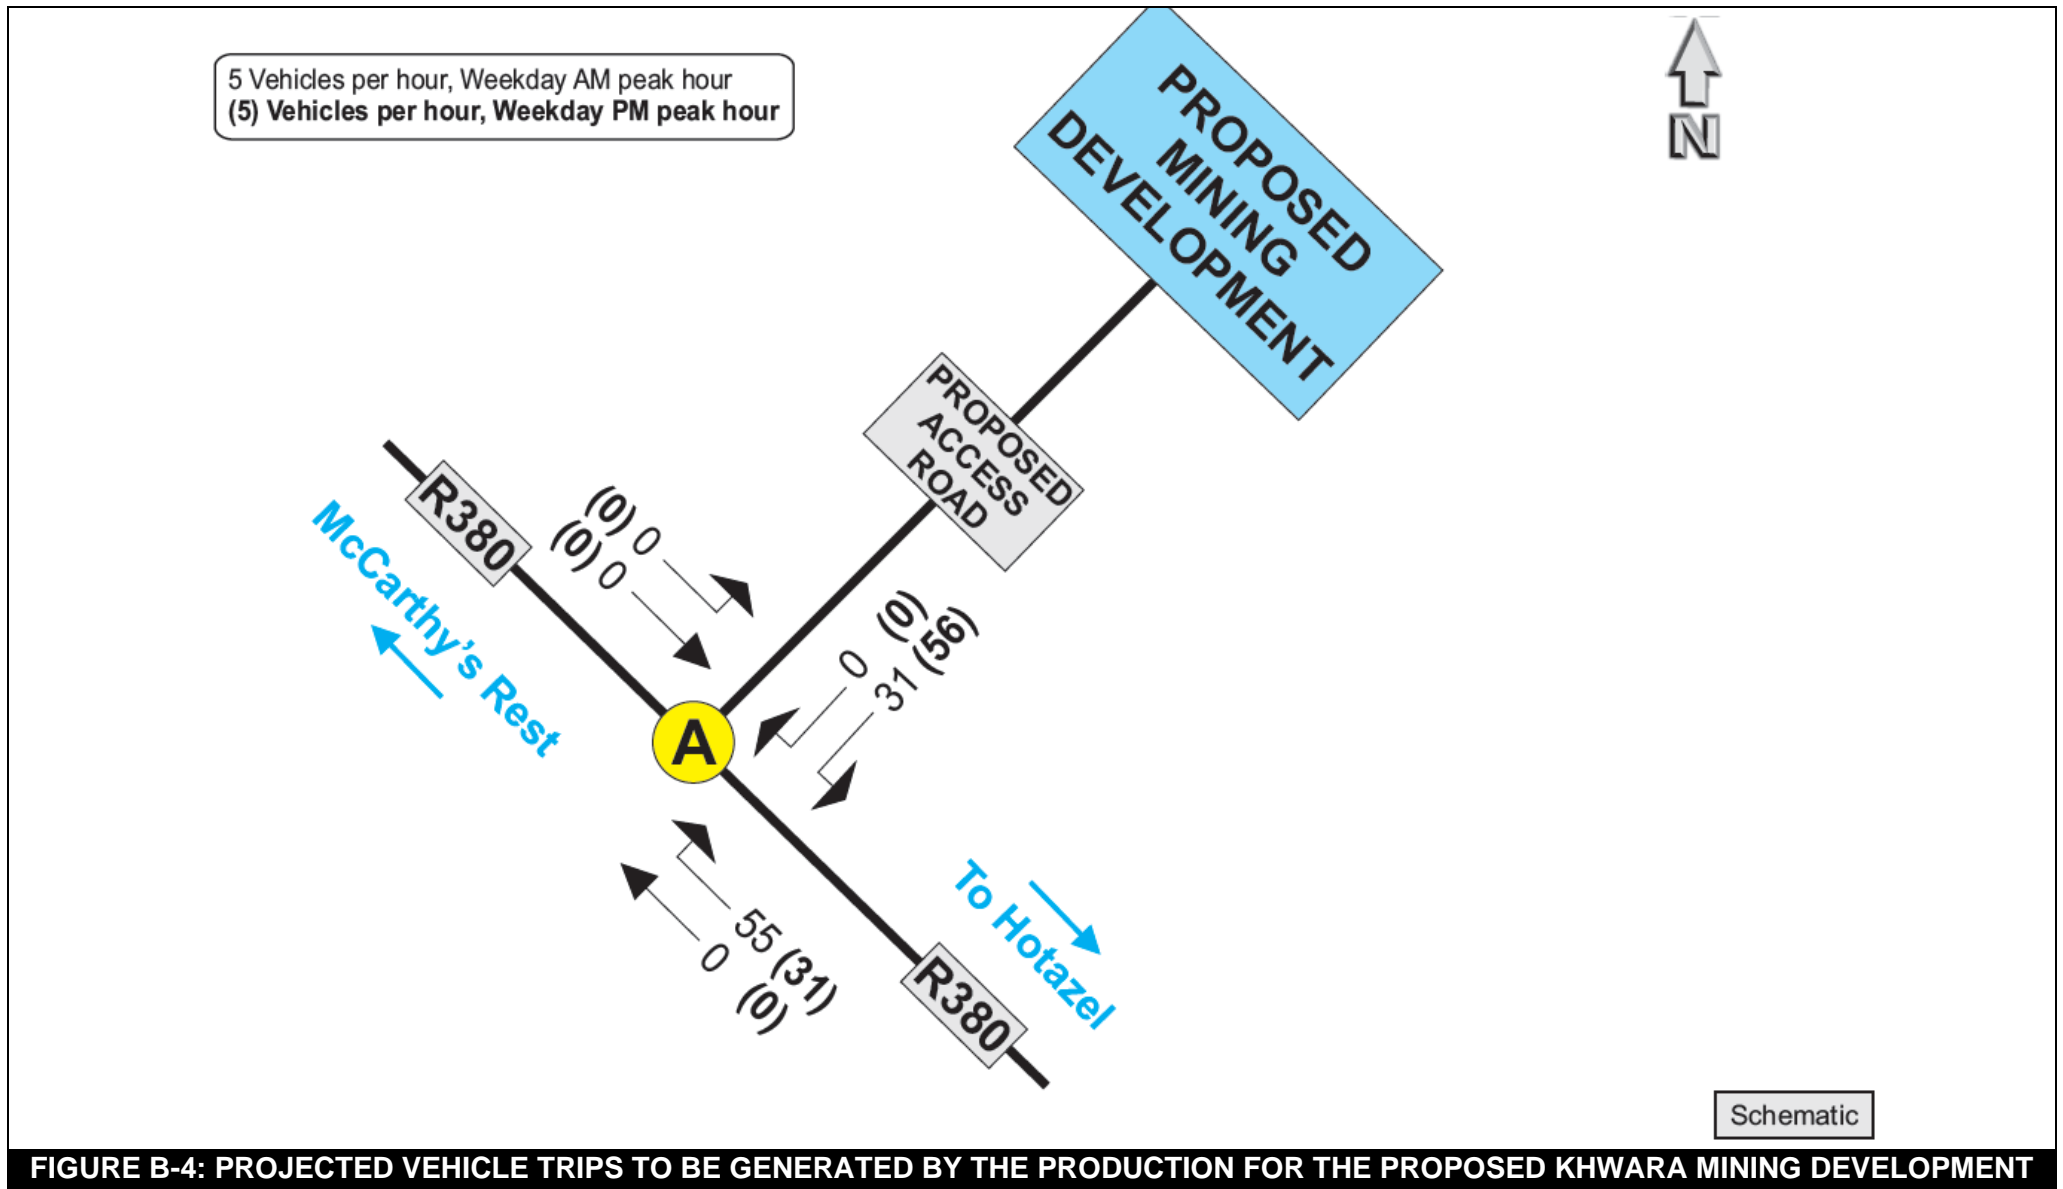 5 Vehicles per hour, Weekday AM peak hour
(5) Vehicles per hour, Weekday PM peak hour
N
PROPOSED
MINING
DEVELOPMENT
PROPOSED
ACCESS
ROAD
R380
McCarthy's Rest
(0) 0
(0) 0
0 (0)
31 (56)
A
55 (31)
0 (0)
To Hotazel
R380
Schematic
FIGURE B-4: PROJECTED VEHICLE TRIPS TO BE GENERATED BY THE PRODUCTION FOR THE PROPOSED KHWARA MINING DEVELOPMENT